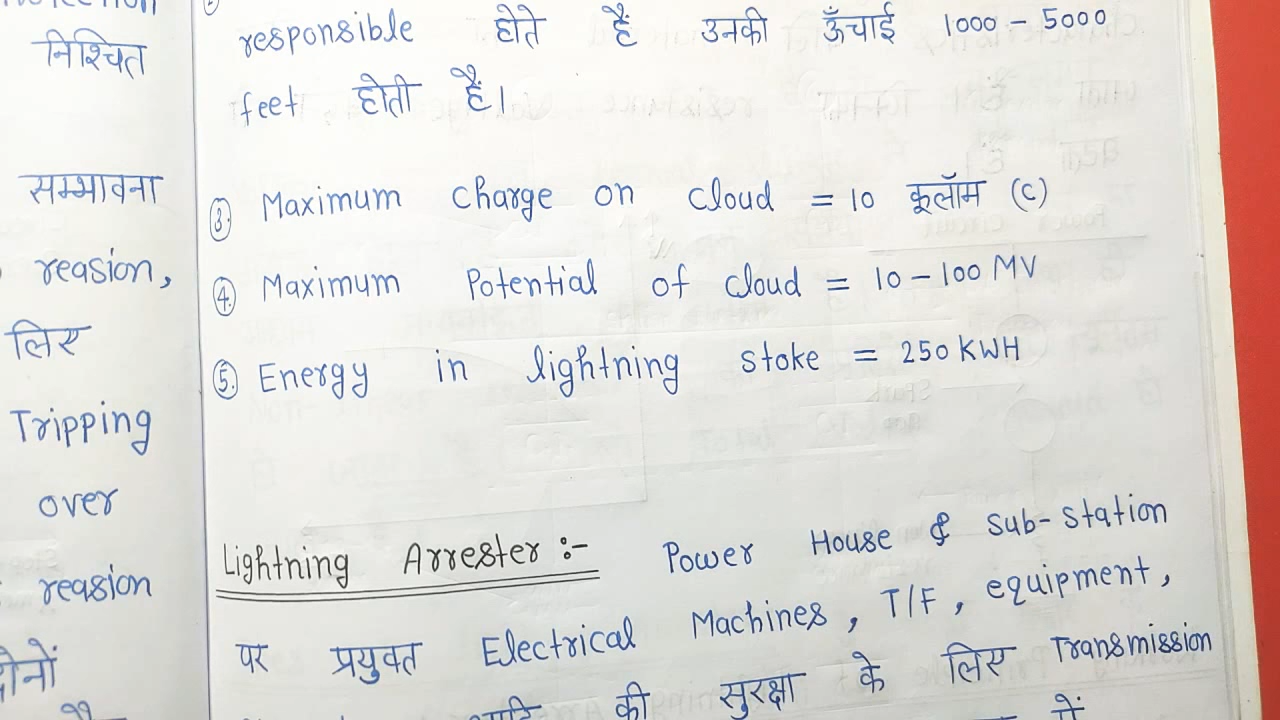 निश्चित
सम्भावना
reasion,
लिए
Tripping
over
reasion
responsible होते हैं उनकी ऊँचाई 1000 - 5000
feet होती हैं।
③. Maximum charge on cloud = 10 कूलॉम (C)
④. Maximum Potential of cloud = 10 - 100 MV
⑤. Energy in lightning stoke = 250 KWH
Lightning Arrester :- Power House & Sub-station
पर प्रयुक्त Electrical Machines, T/F, equipment,
की सुरक्षा के लिए Transmission
में